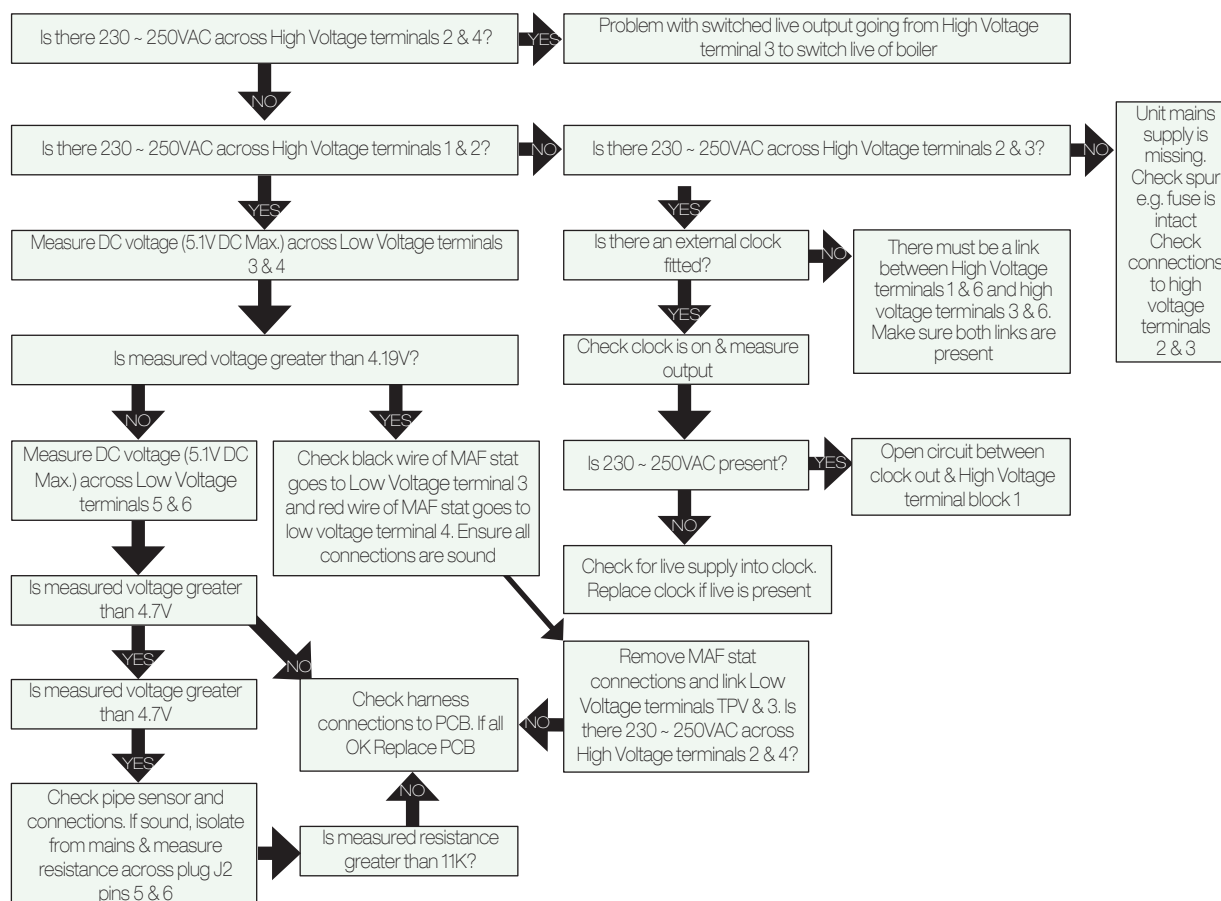 Is there 230 ~ 250VAC across High Voltage terminals 2 & 4?
YES
Problem with switched live output going from High Voltage
terminal 3 to switch live of boiler
NO
Is there 230 ~ 250VAC across High Voltage terminals 1 & 2?
NO
Is there 230 ~ 250VAC across High Voltage terminals 2 & 3?
NO
Unit mains
supply is
missing.
Check spur
e.g. fuse is
intact
Check
connections
to high
voltage
terminals
2 & 3
YES
Measure DC voltage (5.1V DC Max.) across Low Voltage terminals
3 & 4
YES
Is there an external clock
fitted?
NO
There must be a link
between High Voltage
terminals 1 & 6 and high
voltage terminals 3 & 6.
Make sure both links are
present
YES
Check clock is on & measure
output
Is measured voltage greater than 4.19V?
NO
YES
Measure DC voltage (5.1V DC
Max.) across Low Voltage
terminals 5 & 6
Check black wire of MAF stat
goes to Low Voltage terminal 3
and red wire of MAF stat goes to
low voltage terminal 4. Ensure all
connections are sound
Is 230 ~ 250VAC present?
YES
Open circuit between
clock out & High Voltage
terminal block 1
NO
Check for live supply into clock.
Replace clock if live is present
Is measured voltage greater
than 4.7V
NO
YES
Is measured voltage greater
than 4.7V
Check harness
connections to PCB. If all
OK Replace PCB
NO
Remove MAF stat
connections and link Low
Voltage terminals TPV & 3. Is
there 230 ~ 250VAC across
High Voltage terminals 2 & 4?
YES
Check pipe sensor and
connections. If sound, isolate
from mains & measure
resistance across plug J2
pins 5 & 6
NO
Is measured resistance
greater than 11K?